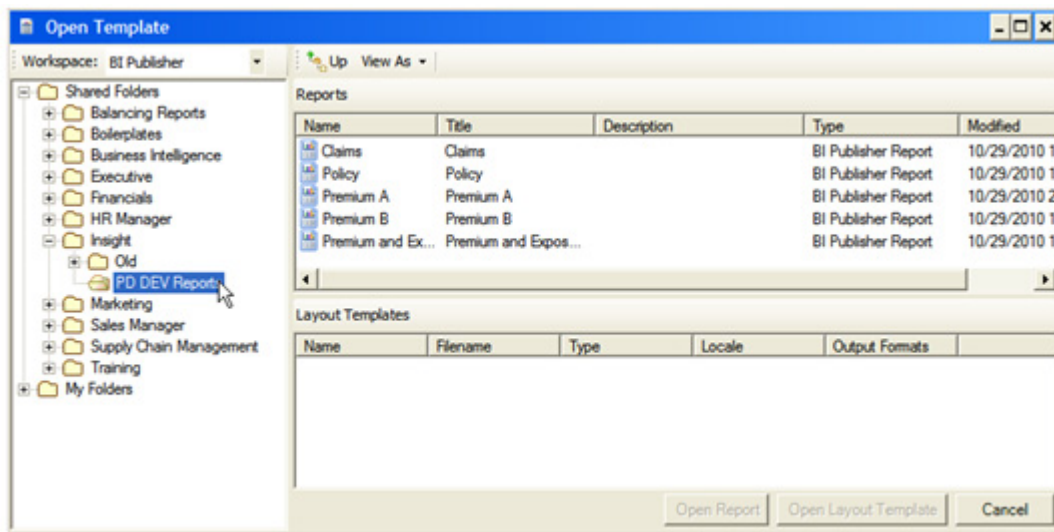 Open Template
Workspace: BI Publisher
Up View As
Shared Folders
Balancing Reports
Boilerplates
Business Intelligence
Executive
Financials
HR Manager
Insight
Old
PD DEV Reports
Marketing
Sales Manager
Supply Chain Management
Training
My Folders
Reports
Name Title Description Type Modified
Claims Claims BI Publisher Report 10/29/2010 1
Policy Policy BI Publisher Report 10/29/2010 1
Premium A Premium A BI Publisher Report 10/29/2010 2
Premium B Premium B BI Publisher Report 10/29/2010 1
Premium and Ex... Premium and Expos... BI Publisher Report 10/29/2010 1
Layout Templates
Name Filename Type Locale Output Formats
Open Report Open Layout Template Cancel